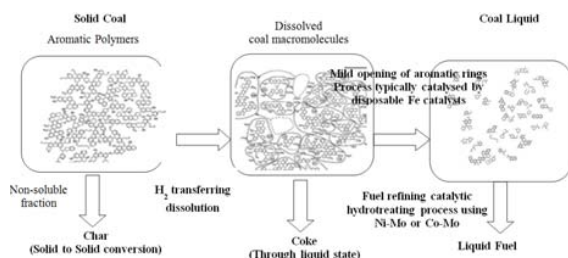 Solid Coal
Aromatic Polymers
Dissolved
coal macromolecules
Coal Liquid
Mild opening of aromatic rings
Process typically catalysed by
disposable Fe catalysts
Non-soluble
fraction
H2 transferring
dissolution
Fuel refining catalytic
hydrotreating process using
Ni-Mo or Co-Mo
Char
(Solid to Solid conversion)
Coke
(Through liquid state)
Liquid Fuel